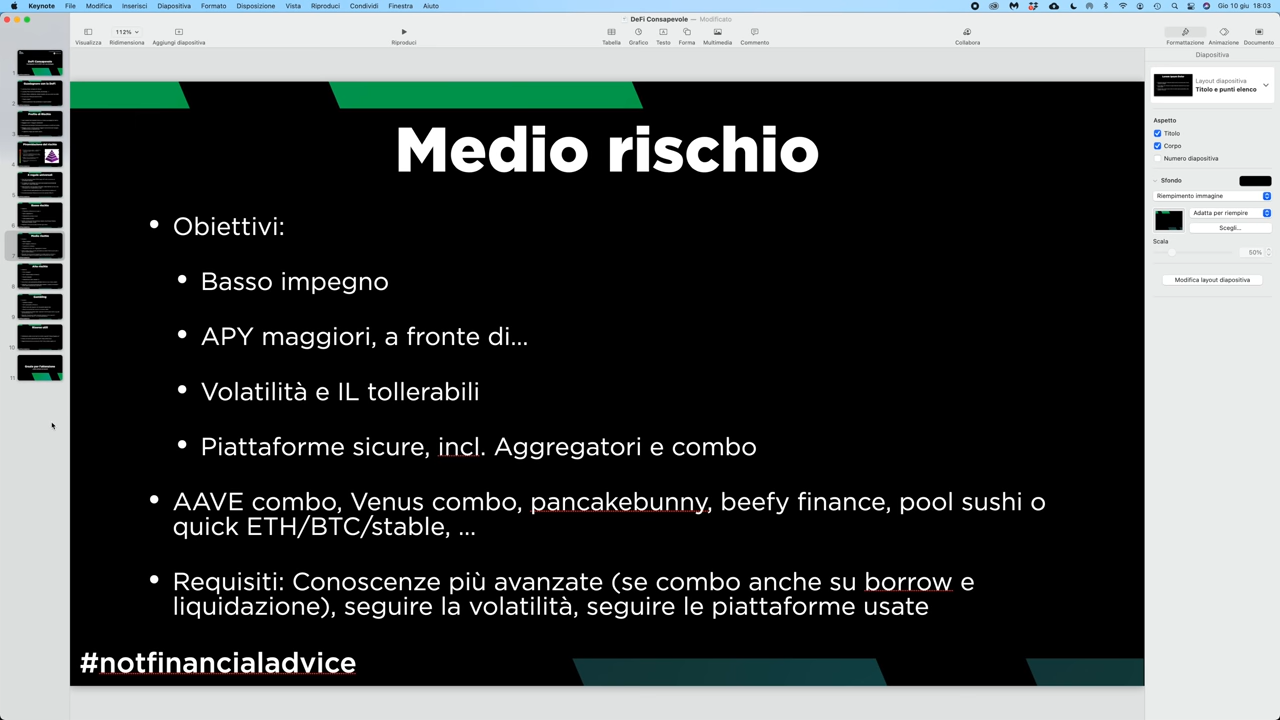 Keynote File Modifica Inserisci Diapositiva Formato Disposizione Vista Riproduci Condividi Finestra Aiuto Gio 10 giu 18:03
DeFi Consapevole — Modificato
112%
Visualizza Ridimensiona Aggiungi diapositiva Riproduci Tabella Grafico Testo Forma Multimedia Commento Collabora Formattazione Animazione Documento
Diapositiva
Layout diapositiva
Titolo e punti elenco
Aspetto
Titolo
Corpo
Numero diapositiva
Sfondo
Riempimento immagine
Adatta per riempire
Scegli...
Scala
50%
Modifica layout diapositiva
Medio rischio
• Obiettivi:
• Basso impegno
• APY maggiori, a fronto di...
• Volatilità e IL tollerabili
• Piattaforme sicure, incl. Aggregatori e combo
• AAVE combo, Venus combo, pancakebunny, beefy finance, pool sushi o
quick ETH/BTC/stable, ...
• Requisiti: Conoscenze più avanzate (se combo anche su borrow e
liquidazione), seguire la volatilità, seguire le piattaforme usate
#notfinancialadvice